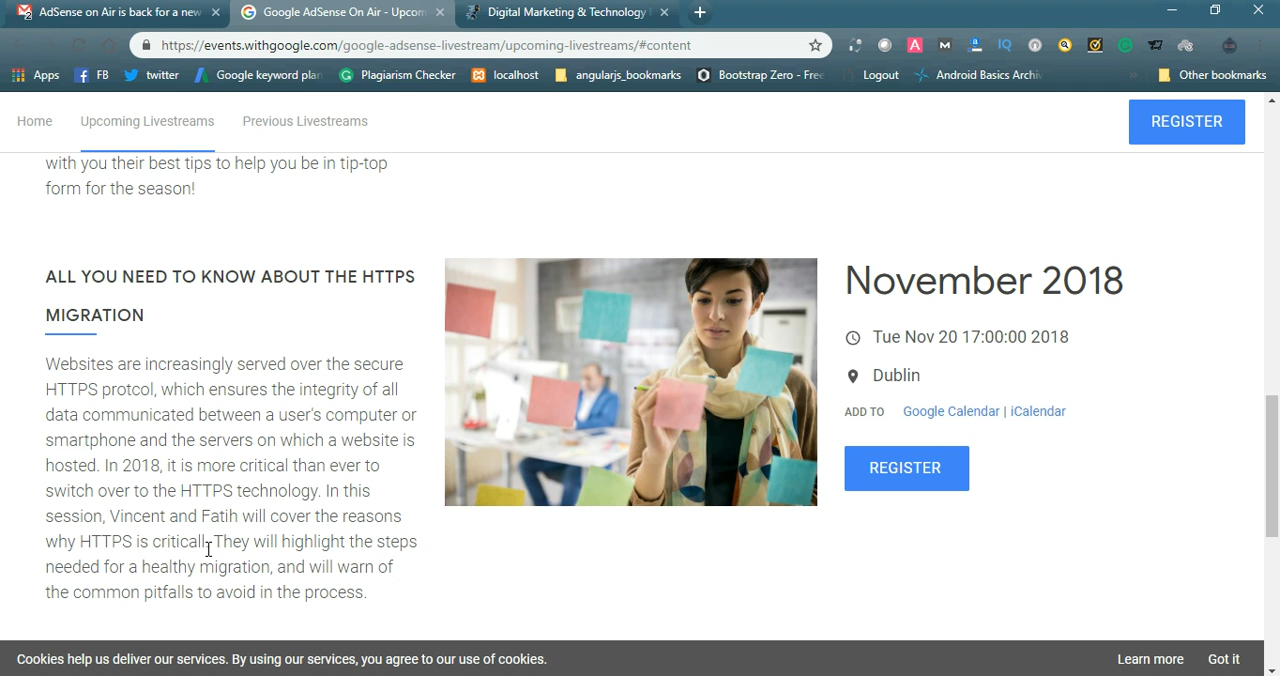 AdSense on Air is back for a new
Google AdSense On Air - Upcom
Digital Marketing & Technology
https://events.withgoogle.com/google-adsense-livestream/upcoming-livestreams/#content
Apps
FB
twitter
Google keyword plan
Plagiarism Checker
localhost
angularjs_bookmarks
Bootstrap Zero - Free
Logout
Android Basics Archiv
Other bookmarks
Home
Upcoming Livestreams
Previous Livestreams
REGISTER
with you their best tips to help you be in tip-top
form for the season!
ALL YOU NEED TO KNOW ABOUT THE HTTPS
MIGRATION
Websites are increasingly served over the secure
HTTPS protcol, which ensures the integrity of all
data communicated between a user's computer or
smartphone and the servers on which a website is
hosted. In 2018, it is more critical than ever to
switch over to the HTTPS technology. In this
session, Vincent and Fatih will cover the reasons
why HTTPS is criticall. They will highlight the steps
needed for a healthy migration, and will warn of
the common pitfalls to avoid in the process.
November 2018
Tue Nov 20 17:00:00 2018
Dublin
ADD TO Google Calendar | iCalendar
REGISTER
Cookies help us deliver our services. By using our services, you agree to our use of cookies.
Learn more
Got it